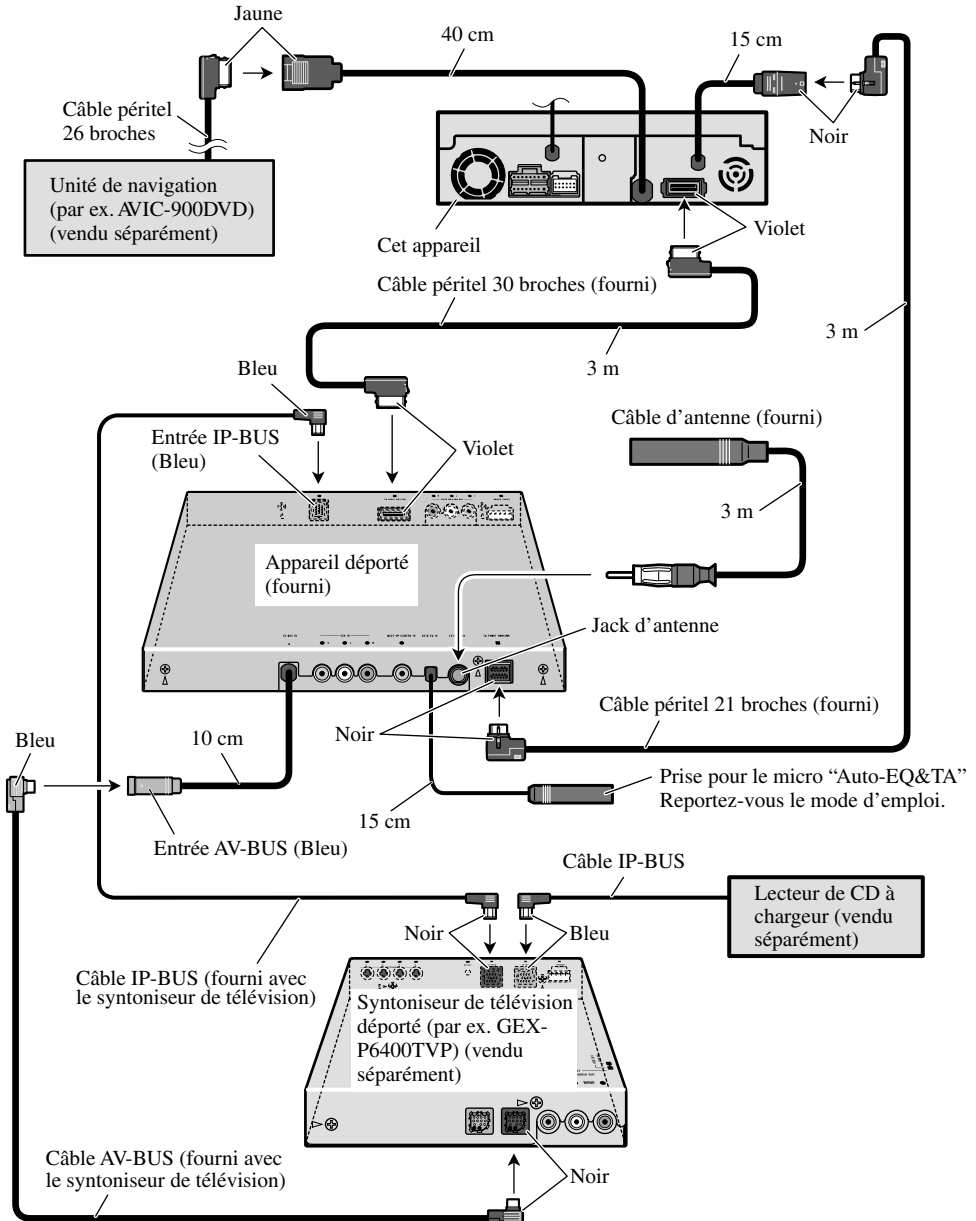 Jaune
40 cm
15 cm
Câble péritel
26 broches
Noir
Unité de navigation
(par ex. AVIC-900DVD)
(vendu séparément)
Cet appareil
Violet
Câble péritel 30 broches (fourni)
3 m
3 m
Bleu
Câble d'antenne (fourni)
Entrée IP-BUS
(Bleu)
Violet
3 m
Appareil déporté
(fourni)
Jack d'antenne
Câble péritel 21 broches (fourni)
Noir
Bleu
10 cm
Prise pour le micro “Auto-EQ&TA”
Reportez-vous le mode d'emploi.
15 cm
Entrée AV-BUS (Bleu)
Câble IP-BUS
Lecteur de CD à
chargeur (vendu
séparément)
Noir
Bleu
Câble IP-BUS (fourni avec
le syntoniseur de télévision)
Syntoniseur de télévision
déporté (par ex. GEX-
P6400TVP) (vendu
séparément)
Câble AV-BUS (fourni avec
le syntoniseur de télévision)
Noir